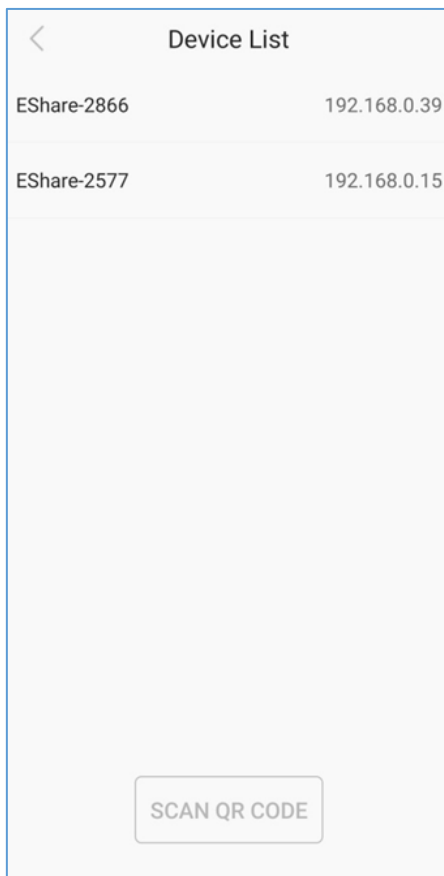 Device List
EShare-2866 192.168.0.39
EShare-2577 192.168.0.15
SCAN QR CODE